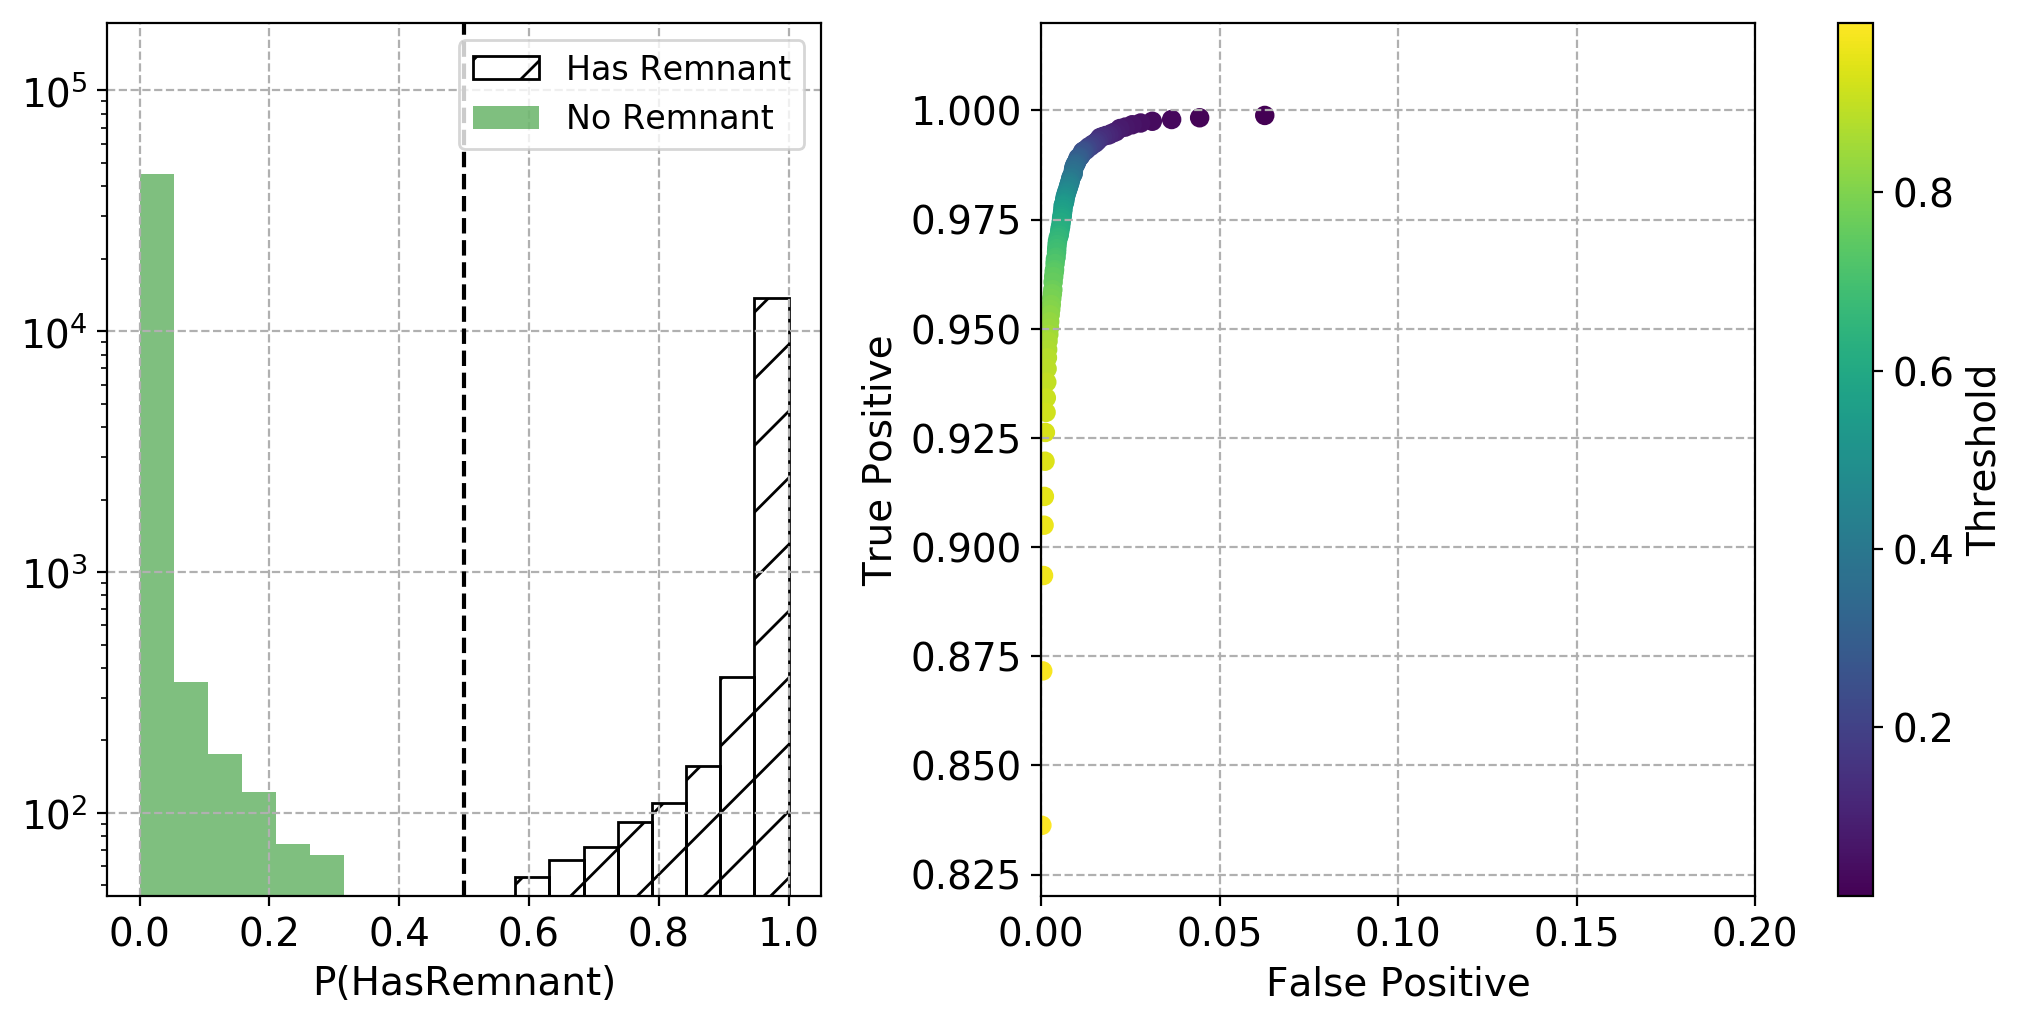 Has Remnant
No Remnant
10^5
10^4
10^3
10^2
0.0 0.2 0.4 0.6 0.8 1.0
P(HasRemnant)
True Positive
1.000
0.975
0.950
0.925
0.900
0.875
0.850
0.825
0.00 0.05 0.10 0.15 0.20
False Positive
0.8
0.6
0.4
0.2
Threshold